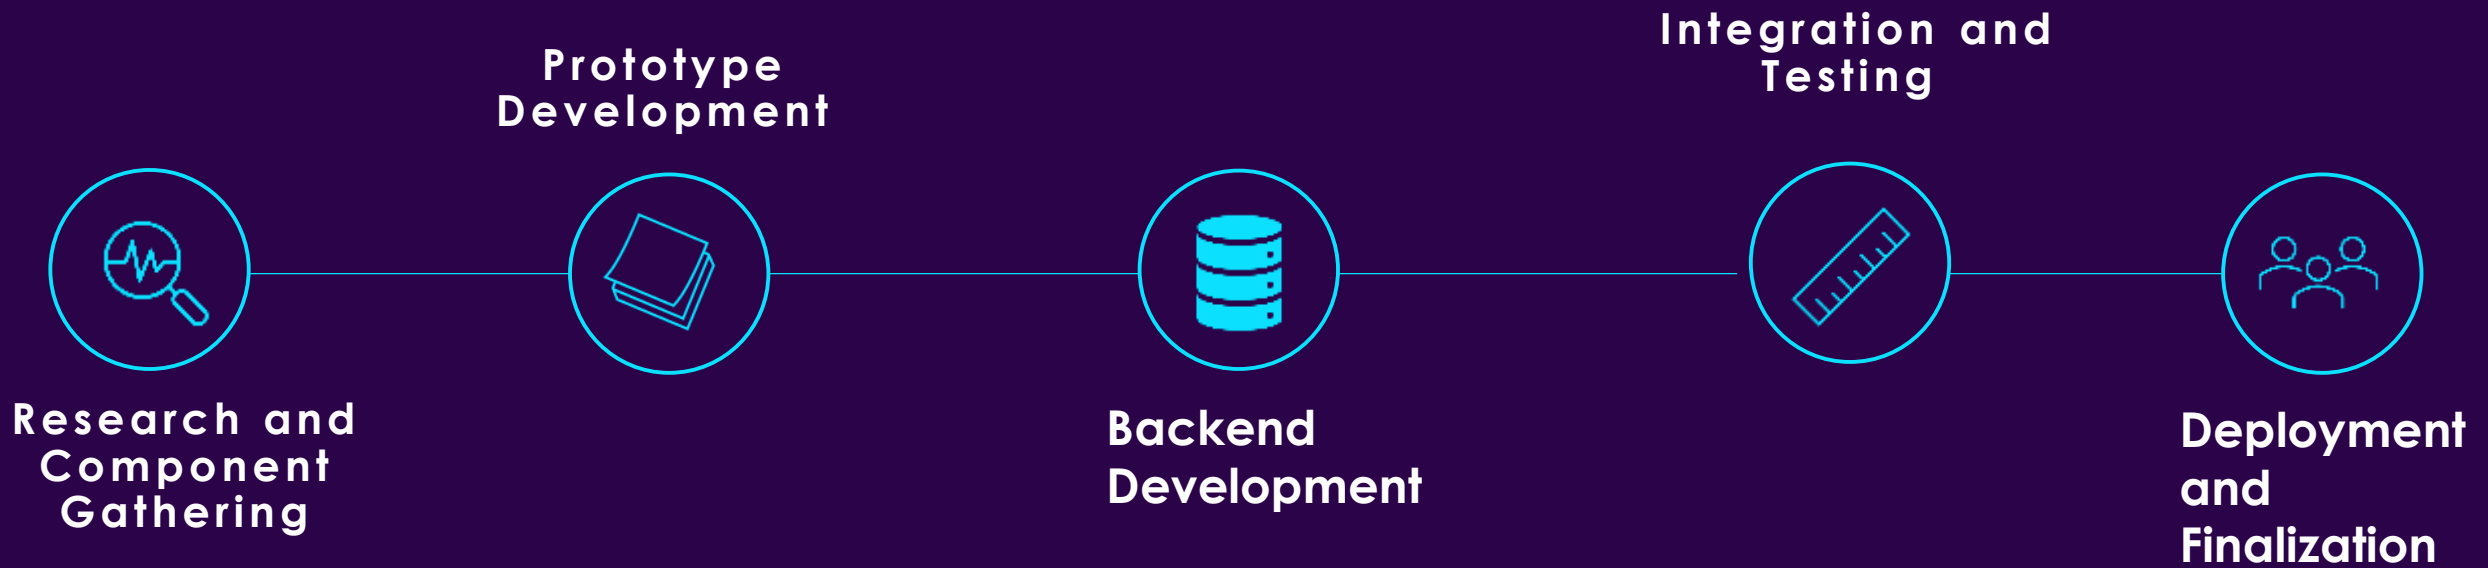 Research and
Component
Gathering
Prototype
Development
Backend
Development
Integration and
Testing
Deployment
and
Finalization